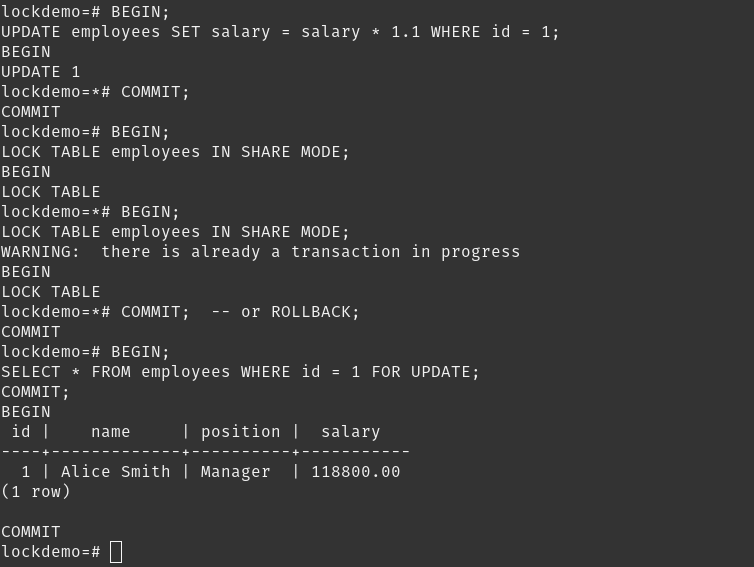 lockdemo=# BEGIN;
UPDATE employees SET salary = salary * 1.1 WHERE id = 1;
BEGIN
UPDATE 1
lockdemo=*# COMMIT;
COMMIT
lockdemo=# BEGIN;
LOCK TABLE employees IN SHARE MODE;
BEGIN
LOCK TABLE
lockdemo=*# BEGIN;
LOCK TABLE employees IN SHARE MODE;
WARNING:  there is already a transaction in progress
BEGIN
LOCK TABLE
lockdemo=*# COMMIT;  -- or ROLLBACK;
COMMIT
lockdemo=# BEGIN;
SELECT * FROM employees WHERE id = 1 FOR UPDATE;
COMMIT;
BEGIN
 id |    name     | position |  salary
----+-------------+----------+-----------
  1 | Alice Smith | Manager  | 118800.00
(1 row)

COMMIT
lockdemo=#